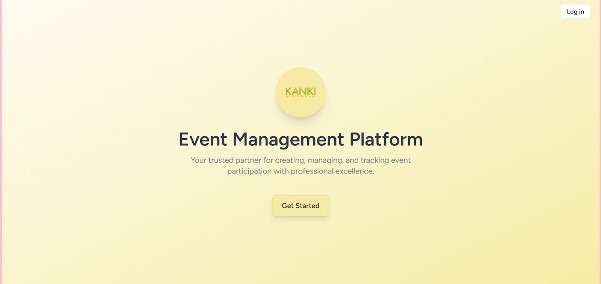 Log in
KANIKI
Event Management Platform
Your trusted partner for creating, managing, and tracking event
participation with professional excellence.
Get Started